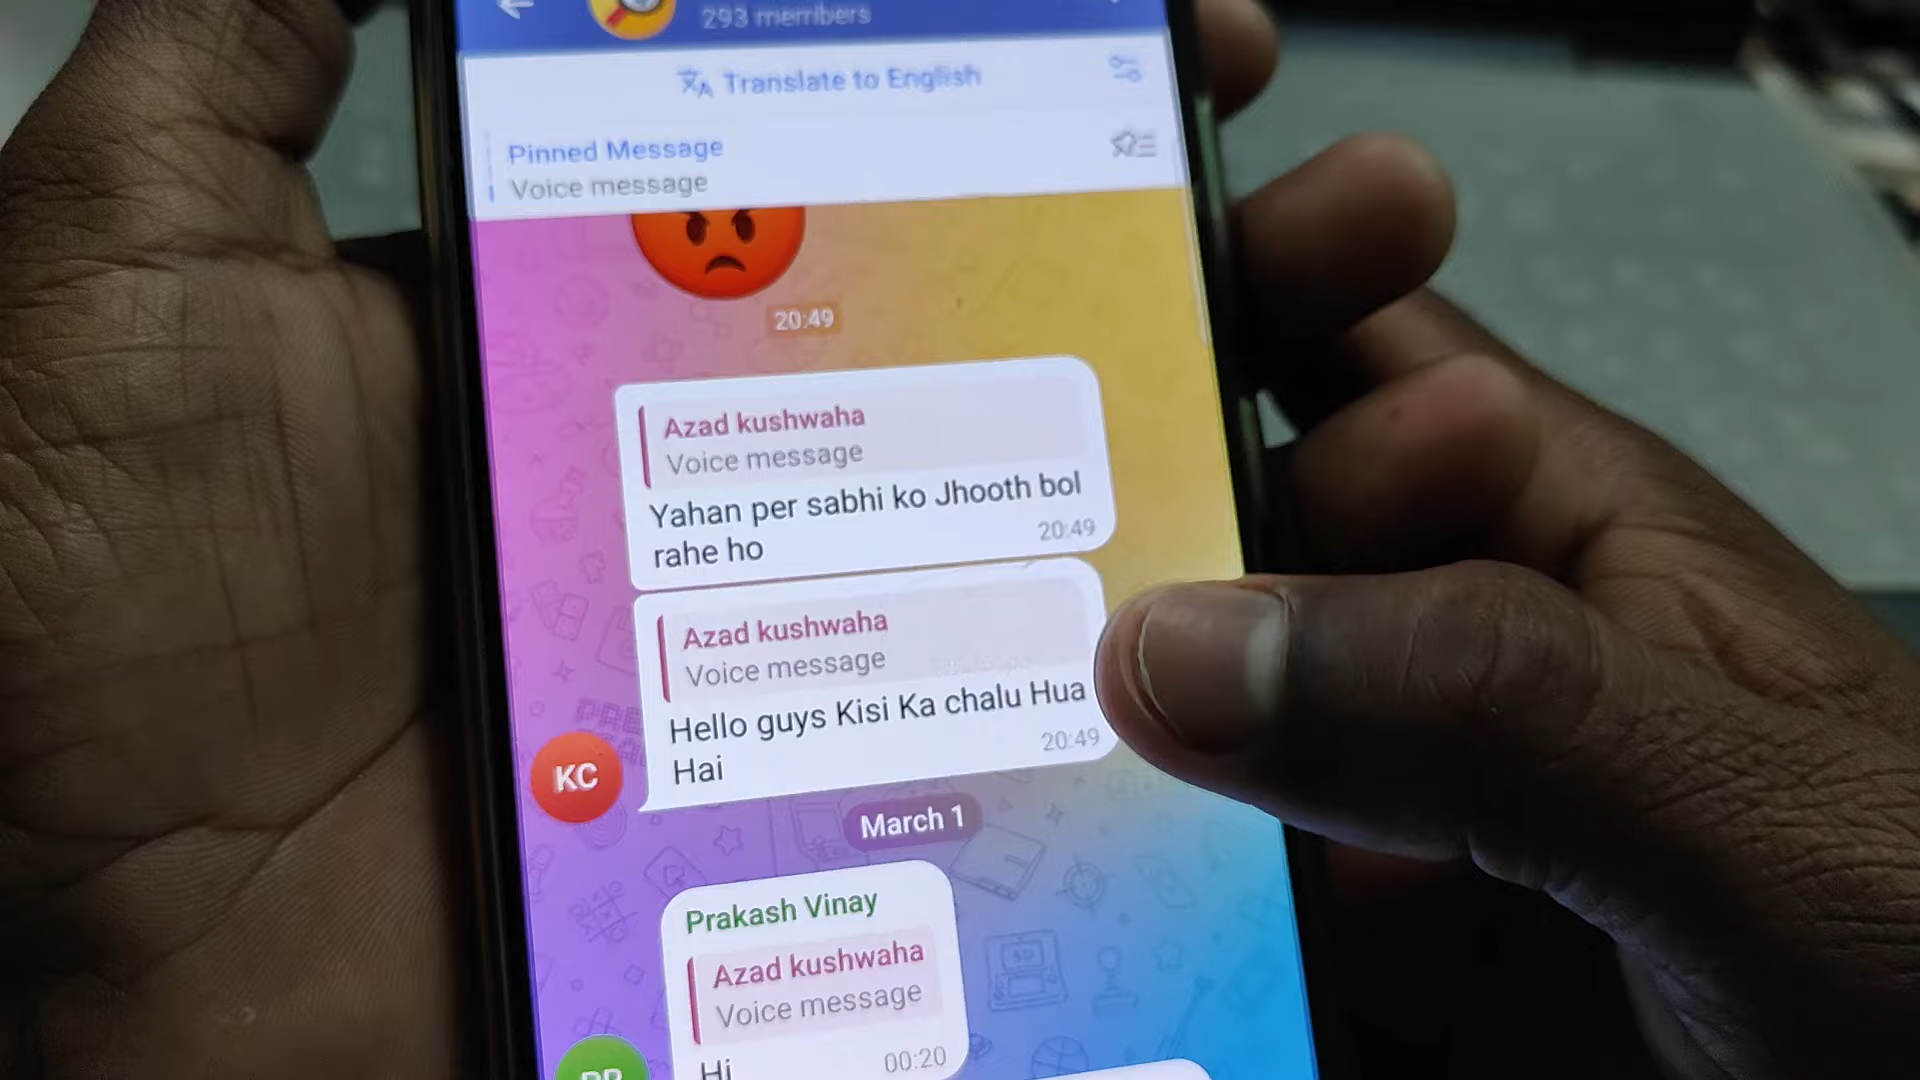 293 members
Translate to English
Pinned Message
Voice message
20:49
Azad kushwaha
Voice message
Yahan per sabhi ko Jhooth bol
rahe ho
20:49
Azad kushwaha
Voice message
Hello guys Kisi Ka chalu Hua
Hai
20:49
KC
March 1
Prakash Vinay
Azad kushwaha
Voice message
Hi
00:20